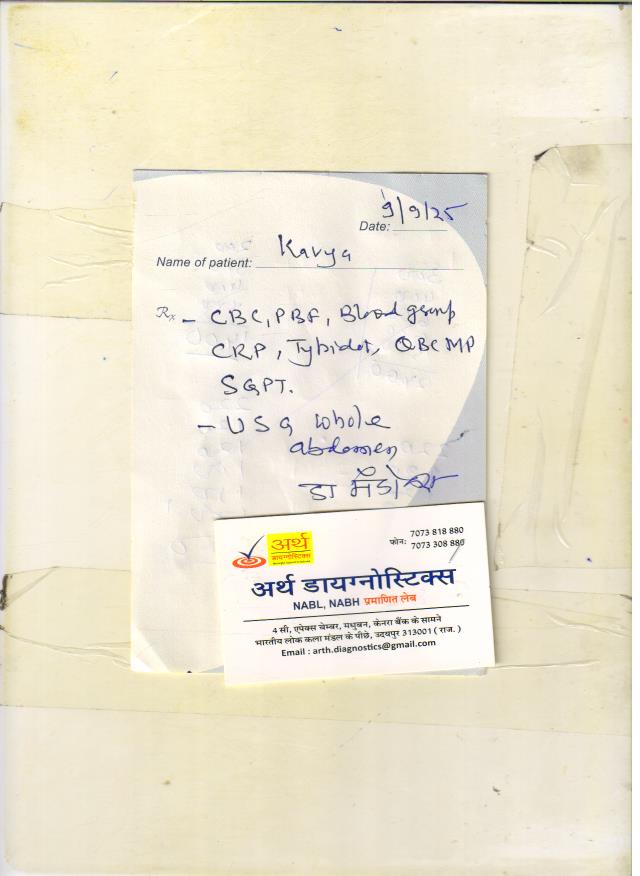 9/9/25
Date:
Name of patient: Kavya
Rx - CBC, PBF, Blood group
CRP, Typidot, QBC MP
SGPT.
- USG whole
abdomen
डा
अर्थ
डायग्नोस्टिक्स
फोन: 7073 818 880
7073 308 880
अर्थ डायग्नोस्टिक्स
NABL, NABH प्रमाणित लेब
4 सी, एपेक्स चेम्बर, मधुबन, केनरा बैंक के सामने
भारतीय लोक कला मंडल के पीछे, उदयपुर 313001 ( राज. )
Email : arth.diagnostics@gmail.com